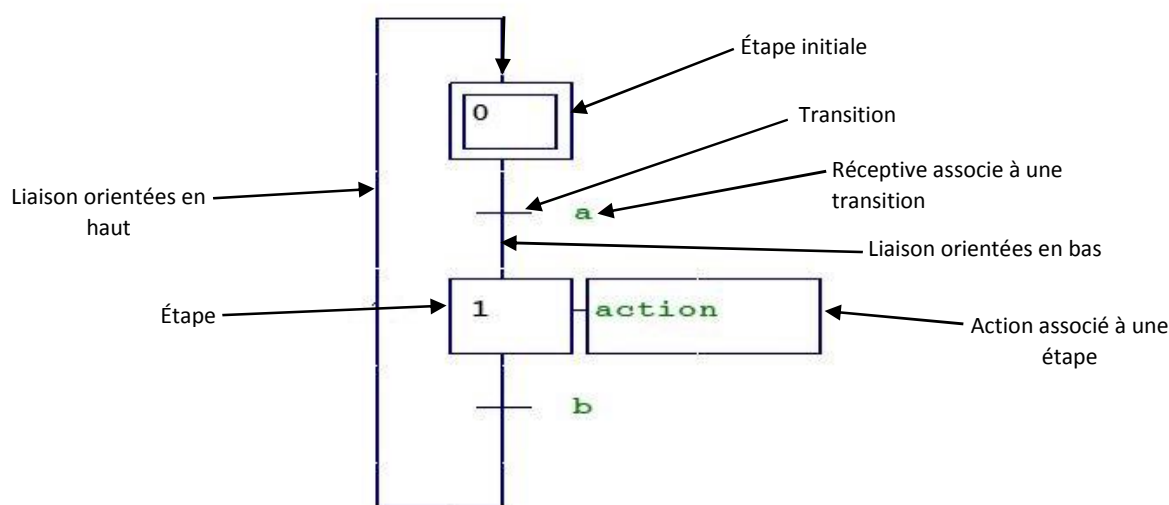 Étape initiale
0
Transition
Liaison orientées en
haut
a
Réceptive associe à une
transition
Liaison orientées en bas
Étape
1
action
Action associé à une
étape
b